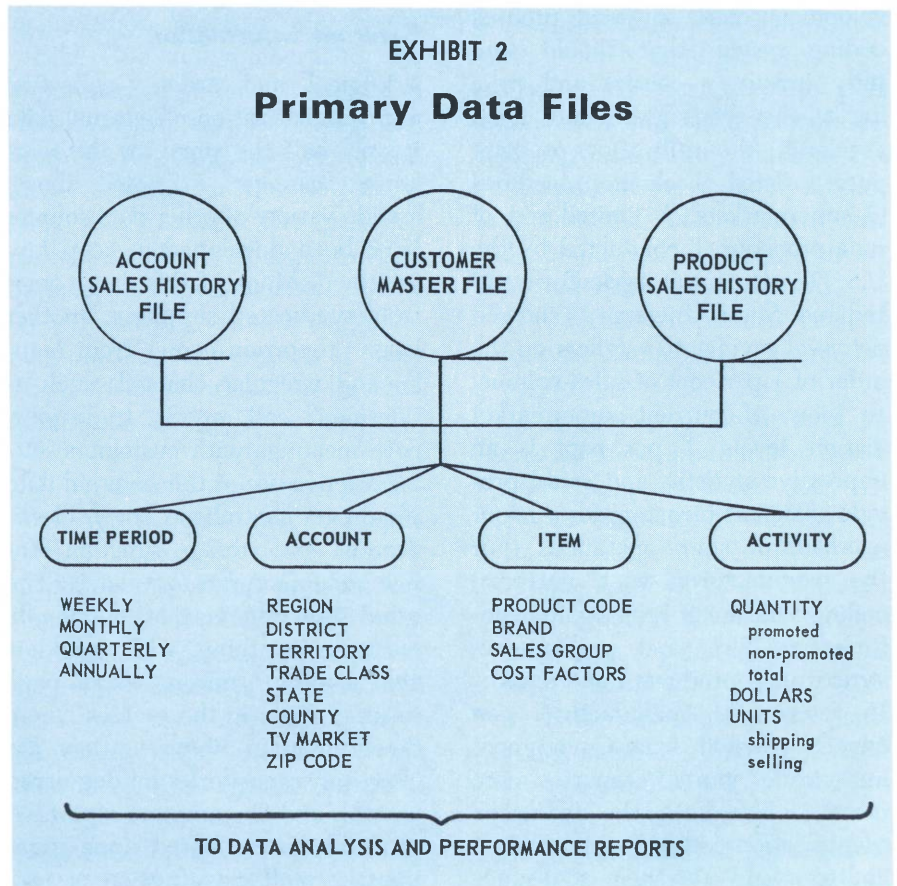 EXHIBIT 2
Primary Data Files
ACCOUNT
SALES HISTORY
FILE
CUSTOMER
MASTER FILE
PRODUCT
SALES HISTORY
FILE
TIME PERIOD
WEEKLY
MONTHLY
QUARTERLY
ANNUALLY
ACCOUNT
REGION
DISTRICT
TERRITORY
TRADE CLASS
STATE
COUNTY
TV MARKET
ZIP CODE
ITEM
PRODUCT CODE
BRAND
SALES GROUP
COST FACTORS
ACTIVITY
QUANTITY
promoted
non-promoted
total
DOLLARS
UNITS
shipping
selling
TO DATA ANALYSIS AND PERFORMANCE REPORTS